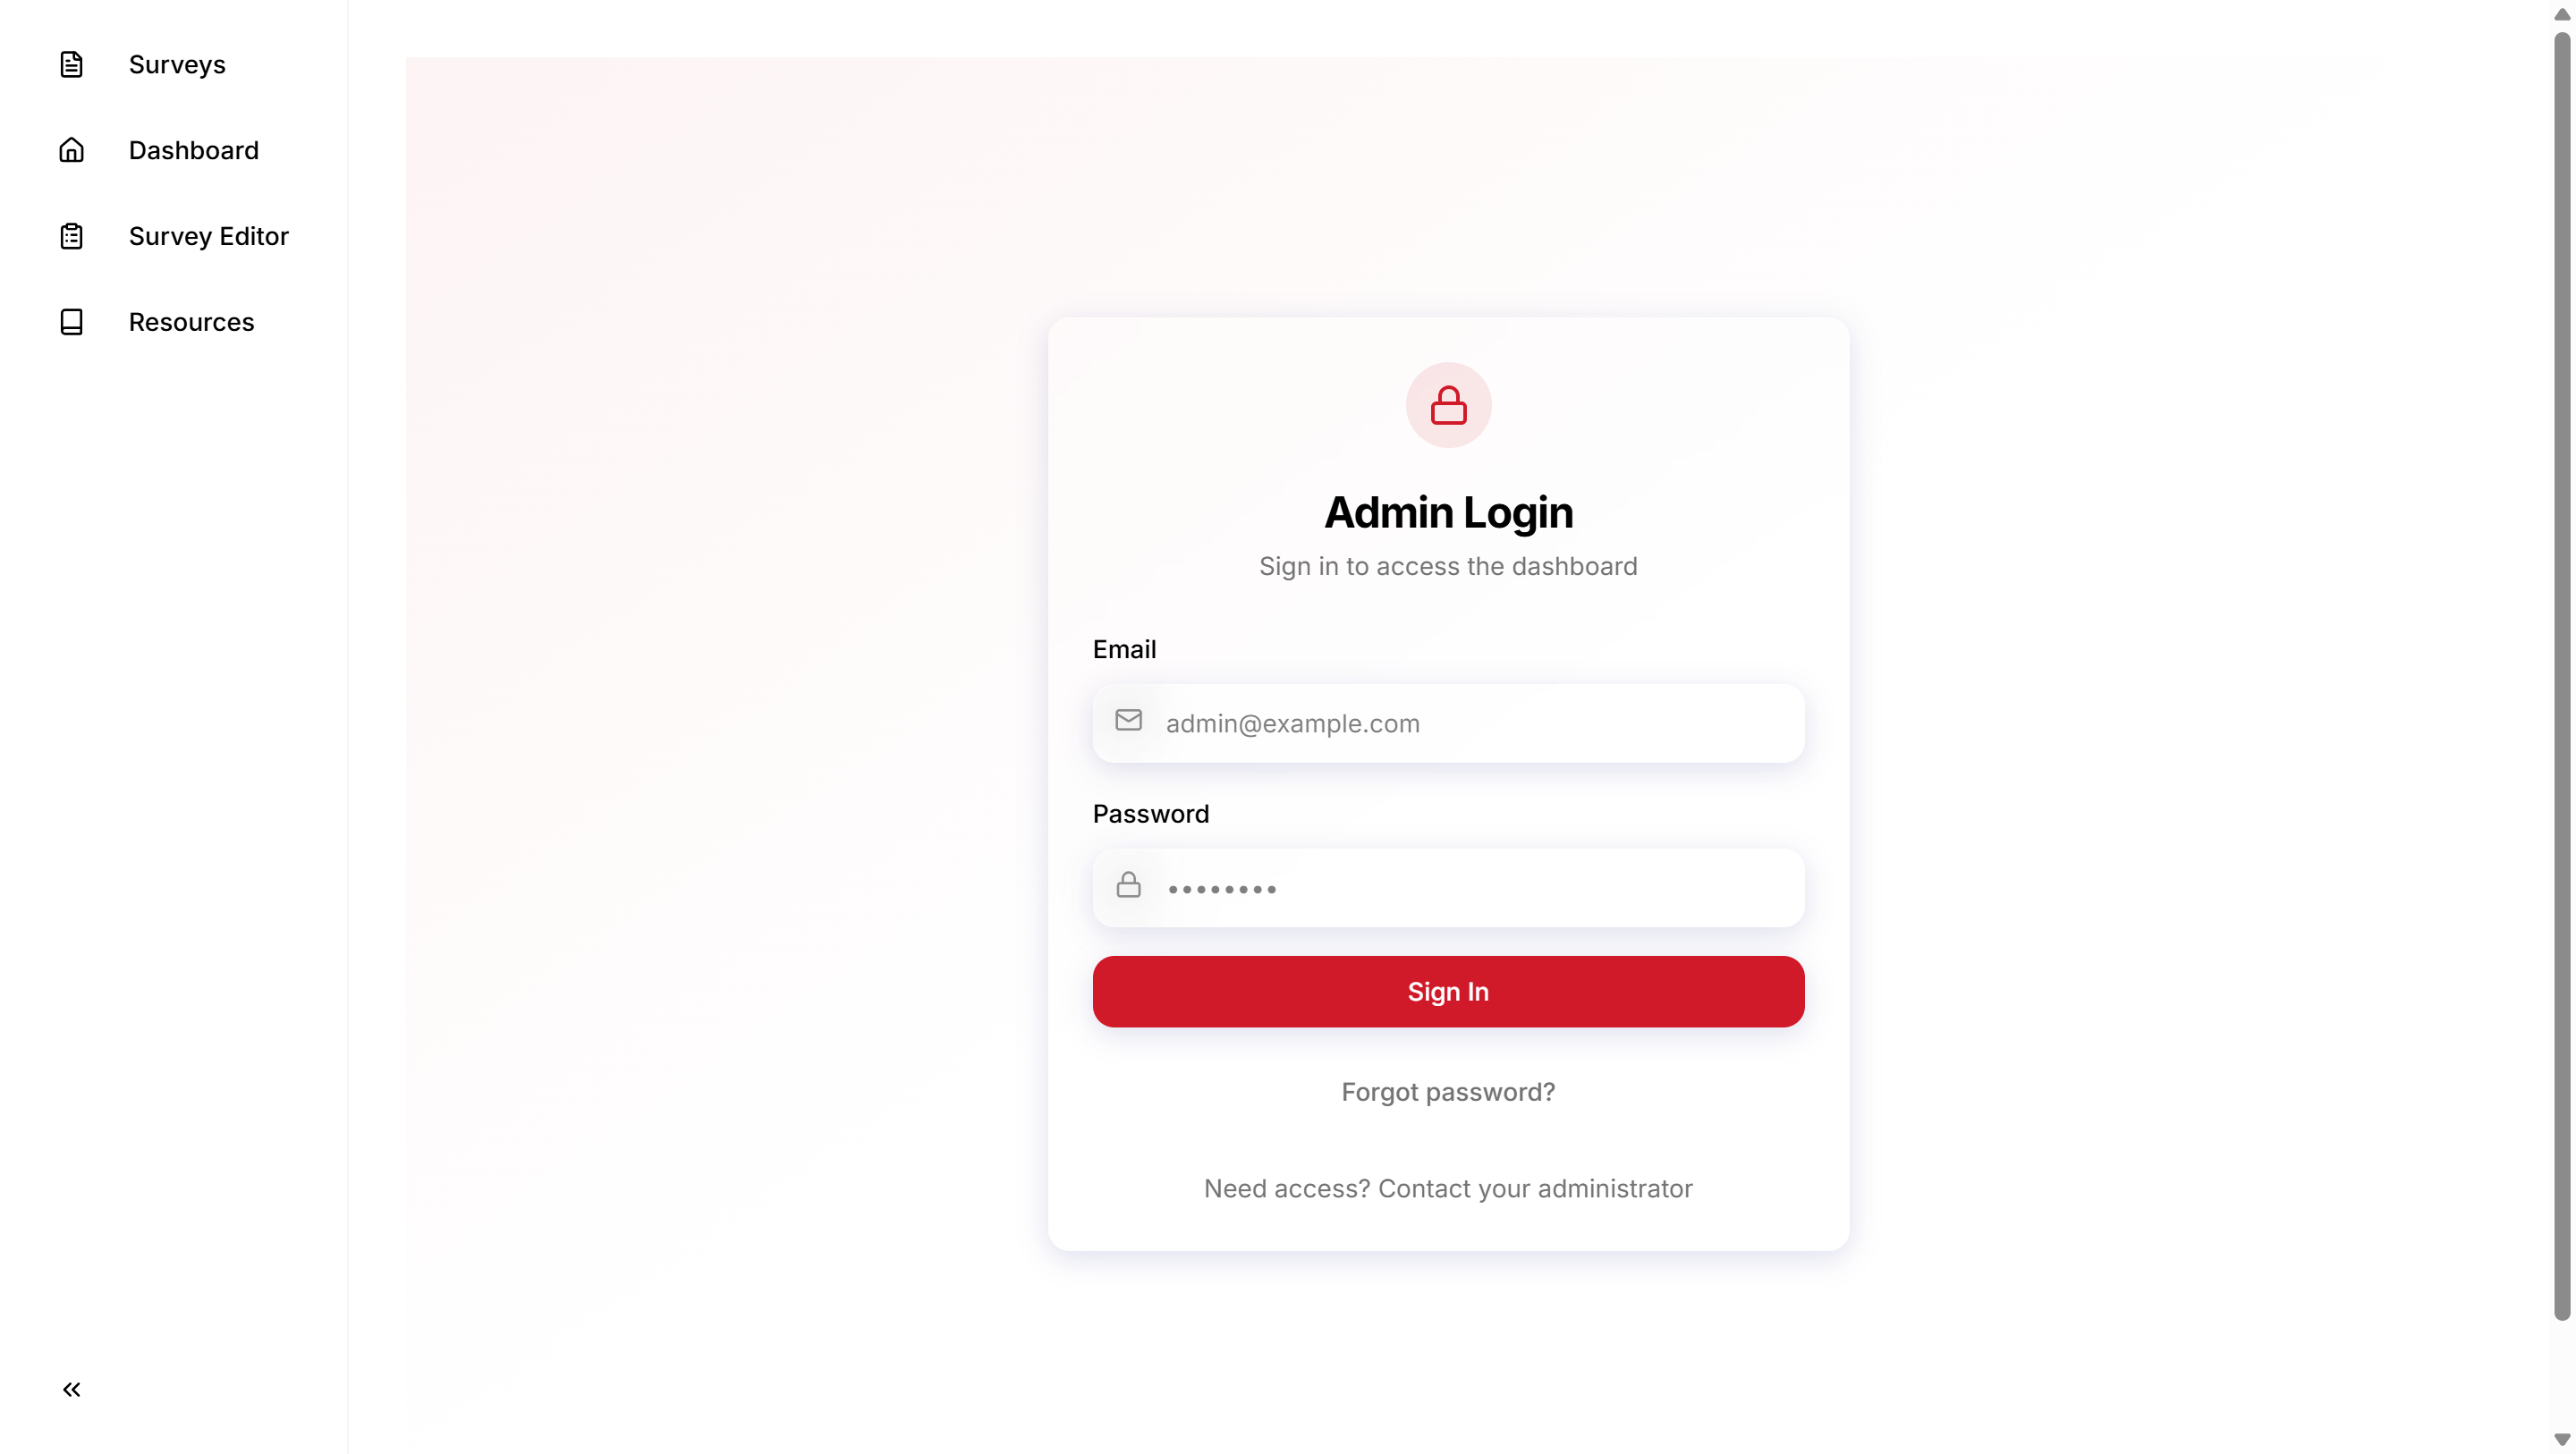 Surveys
Dashboard
Survey Editor
Resources
Admin Login
Sign in to access the dashboard
Email
admin@example.com
Password
••••••••
Sign In
Forgot password?
Need access? Contact your administrator